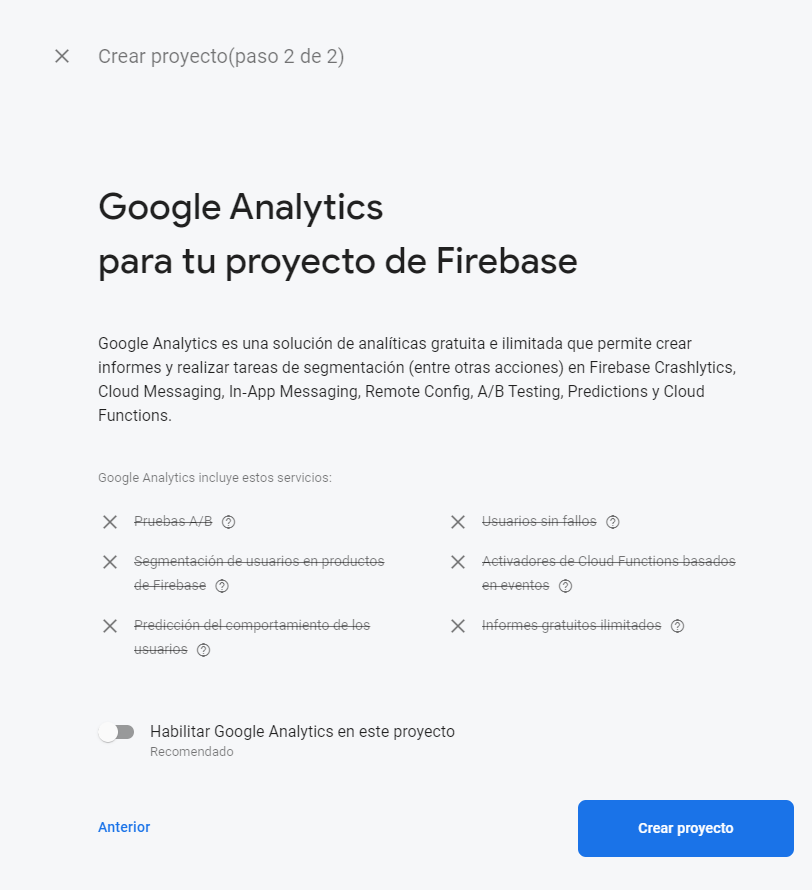 Crear proyecto(paso 2 de 2)
Google Analytics
para tu proyecto de Firebase
Google Analytics es una solución de analíticas gratuita e ilimitada que permite crear
informes y realizar tareas de segmentación (entre otras acciones) en Firebase Crashlytics,
Cloud Messaging, In-App Messaging, Remote Config, A/B Testing, Predictions y Cloud
Functions.
Google Analytics incluye estos servicios:
Pruebas A/B
Usuarios sin fallos
Segmentación de usuarios en productos
de Firebase
Activadores de Cloud Functions basados
en eventos
Predicción del comportamiento de los
usuarios
Informes gratuitos ilimitados
Habilitar Google Analytics en este proyecto
Recomendado
Anterior
Crear proyecto